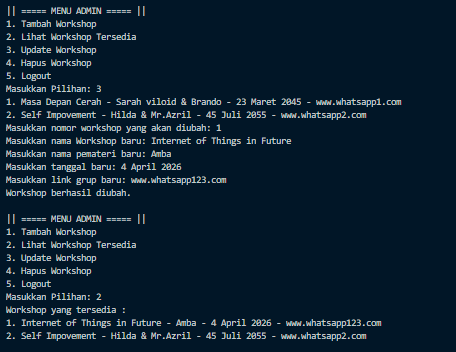 || ===== MENU ADMIN ===== ||
1. Tambah Workshop
2. Lihat Workshop Tersedia
3. Update Workshop
4. Hapus Workshop
5. Logout
Masukkan Pilihan: 3
1. Masa Depan Cerah - Sarah viloid & Brando - 23 Maret 2045 - www.whatsapp1.com
2. Self Impovement - Hilda & Mr.Azril - 45 Juli 2055 - www.whatsapp2.com
Masukkan nomor workshop yang akan diubah: 1
Masukkan nama Workshop baru: Internet of Things in Future
Masukkan nama pemateri baru: Amba
Masukkan tanggal baru: 4 April 2026
Masukkan link grup baru: www.whatsapp123.com
Workshop berhasil diubah.
|| ===== MENU ADMIN ===== ||
1. Tambah Workshop
2. Lihat Workshop Tersedia
3. Update Workshop
4. Hapus Workshop
5. Logout
Masukkan Pilihan: 2
Workshop yang tersedia :
1. Internet of Things in Future - Amba - 4 April 2026 - www.whatsapp123.com
2. Self Impovement - Hilda & Mr.Azril - 45 Juli 2055 - www.whatsapp2.com